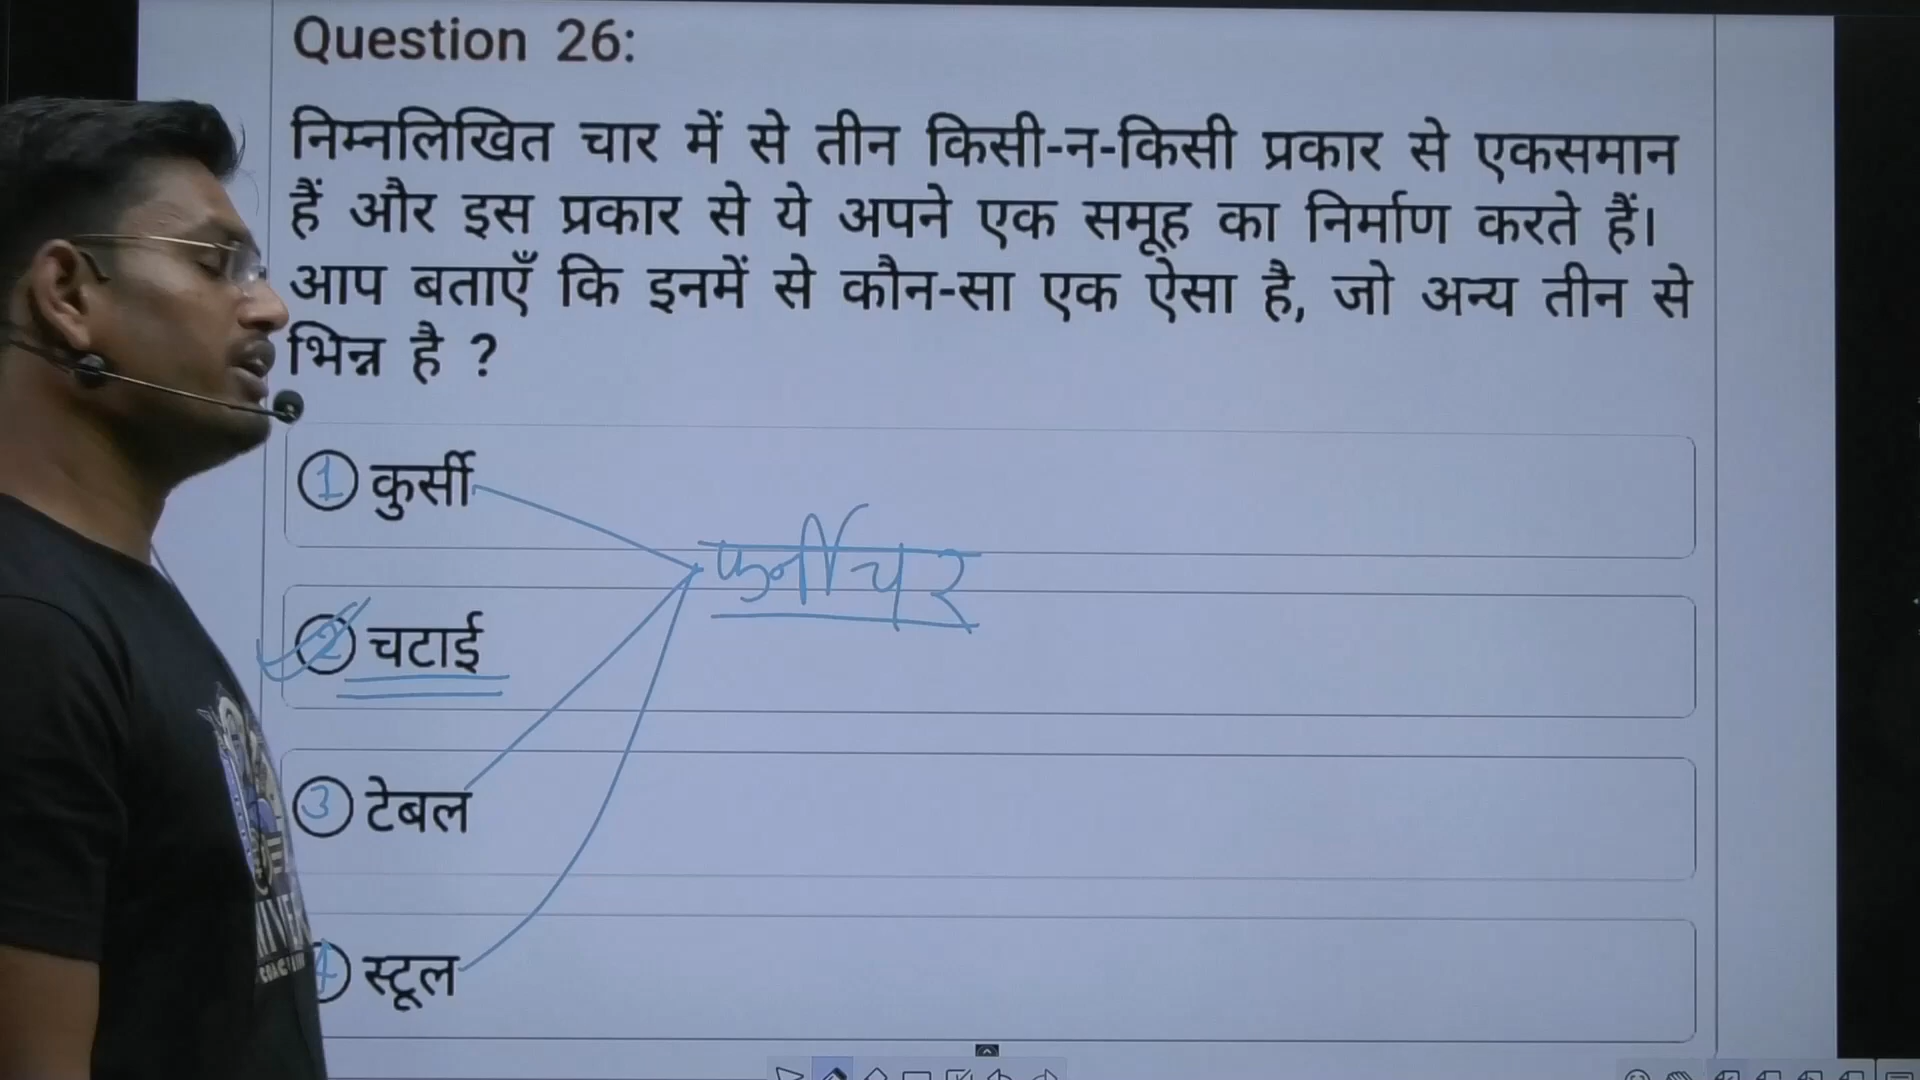 Question 26:
निम्नलिखित चार में से तीन किसी-न-किसी प्रकार से एकसमान
हैं और इस प्रकार से ये अपने एक समूह का निर्माण करते हैं।
आप बताएँ कि इनमें से कौन-सा एक ऐसा है, जो अन्य तीन से
भिन्न है ?
1 कुर्सी
फर्नीचर
2 चटाई
3 टेबल
4 स्टूल